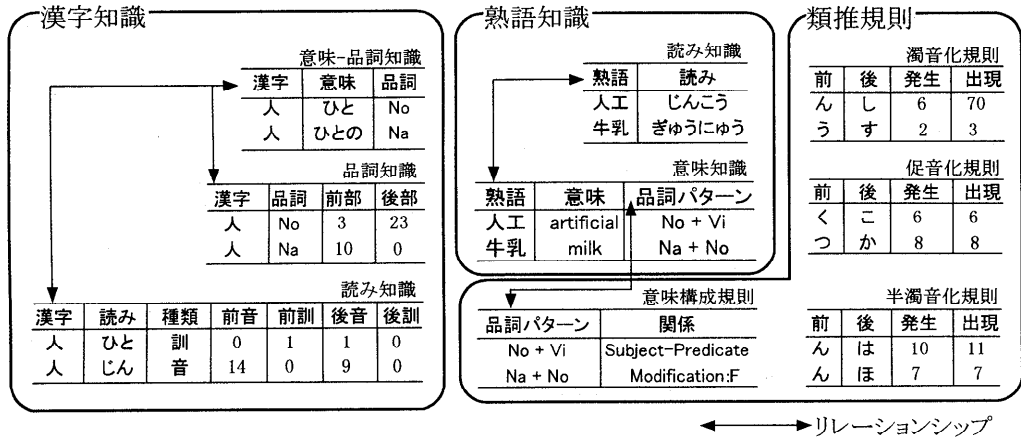 漢字知識
意味-品詞知識
漢字 意味 品詞
人 ひと No
人 ひとの Na
品詞知識
漢字 品詞 前部 後部
人 No 3 23
人 Na 10 0
読み知識
漢字 読み 種類 前音 前訓 後音 後訓
人 ひと 訓 0 1 1 0
人 じん 音 14 0 9 0
熟語知識
読み知識
熟語 読み
人工 じんこう
牛乳 ぎゅうにゅう
意味知識
熟語 意味 品詞パターン
人工 artificial No + Vi
牛乳 milk Na + No
類推規則
濁音化規則
前 後 発生 出現
ん し 6 70
う す 2 3
促音化規則
前 後 発生 出現
く こ 6 6
つ か 8 8
意味構成規則
品詞パターン 関係
No + Vi Subject-Predicate
Na + No Modification:F
半濁音化規則
前 後 発生 出現
ん は 10 11
ん ほ 7 7
リレーションシップ